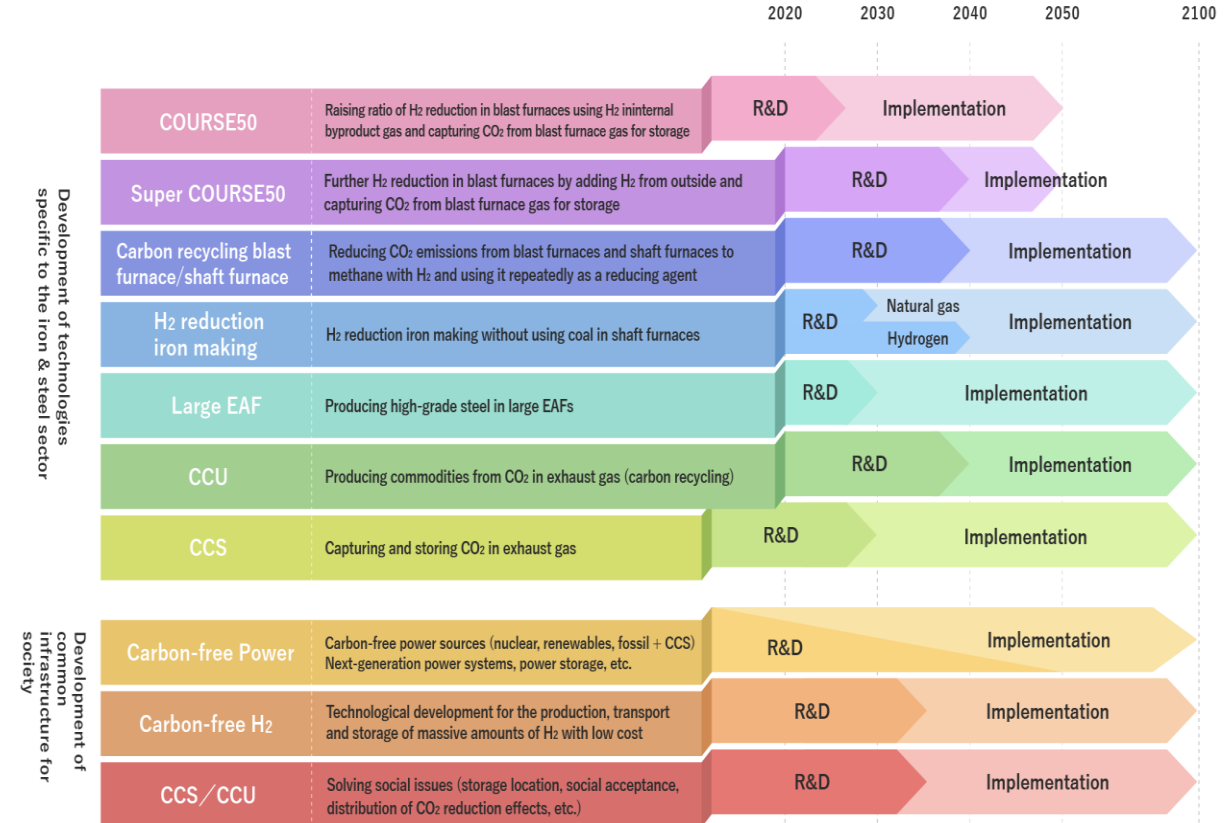 2020 2030 2040 2050 2100
Development of technologies
specific to the iron & steel sector
COURSE50
Raising ratio of H2 reduction in blast furnaces using H2 ininternal
byproduct gas and capturing CO2 from blast furnace gas for storage
R&D
Implementation
Super COURSE50
Further H2 reduction in blast furnaces by adding H2 from outside and
capturing CO2 from blast furnace gas for storage
R&D
Implementation
Carbon recycling blast
furnace/shaft furnace
Reducing CO2 emissions from blast furnaces and shaft furnaces to
methane with H2 and using it repeatedly as a reducing agent
R&D
Implementation
H2 reduction
iron making
H2 reduction iron making without using coal in shaft furnaces
R&D
Natural gas
Hydrogen
Implementation
Large EAF
Producing high-grade steel in large EAFs
R&D
Implementation
CCU
Producing commodities from CO2 in exhaust gas (carbon recycling)
R&D
Implementation
CCS
Capturing and storing CO2 in exhaust gas
R&D
Implementation
Development of
common
infrastructure for
society
Carbon-free Power
Carbon-free power sources (nuclear, renewables, fossil + CCS)
Next-generation power systems, power storage, etc.
R&D
Implementation
Carbon-free H2
Technological development for the production, transport
and storage of massive amounts of H2 with low cost
R&D
Implementation
CCS／CCU
Solving social issues (storage location, social acceptance,
distribution of CO2 reduction effects, etc.)
R&D
Implementation